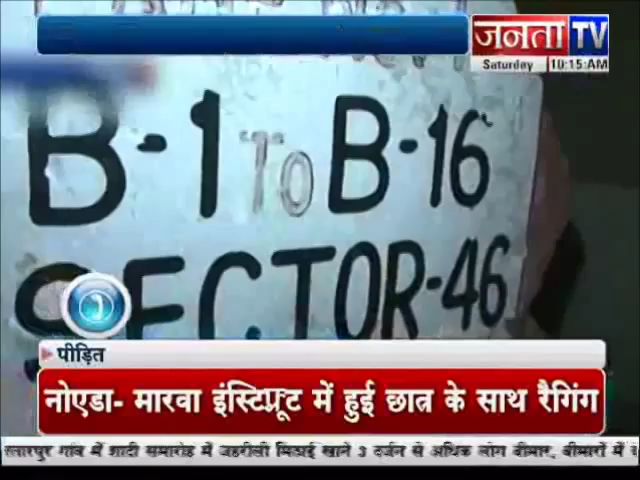 जनता TV
Saturday 10:15:AM
B-1 TO B-16
SECTOR-46
पीड़ित
नोएडा- मारवा इंस्टिप्रूट में हुई छात्र के साथ रैगिंग
गांव में शादी समारोह में जहरीली मिठाई खाने 3 दर्जन से अधिक लोग बीमार, बीमारों में